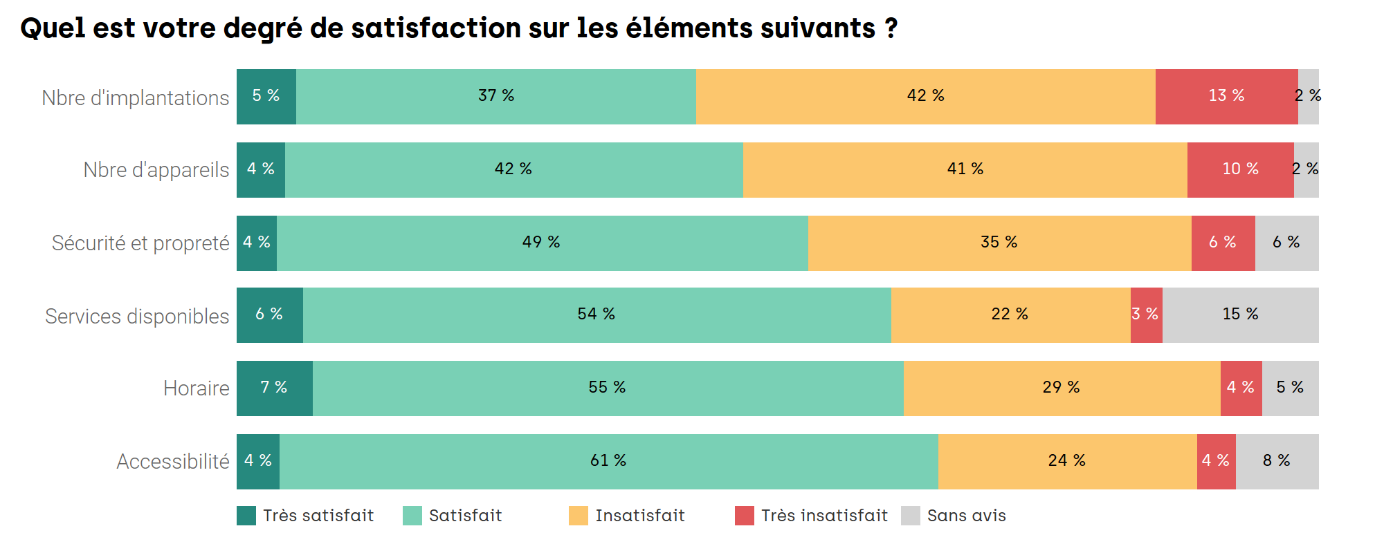 Quel est votre degré de satisfaction sur les éléments suivants ?
Nbre d'implantations 5 % 37 % 42 % 13 % 2 %
Nbre d'appareils 4 % 42 % 41 % 10 % 2 %
Sécurité et propreté 4 % 49 % 35 % 6 % 6 %
Services disponibles 6 % 54 % 22 % 3 % 15 %
Horaire 7 % 55 % 29 % 4 % 5 %
Accessibilité 4 % 61 % 24 % 4 % 8 %
Très satisfait Satisfait Insatisfait Très insatisfait Sans avis